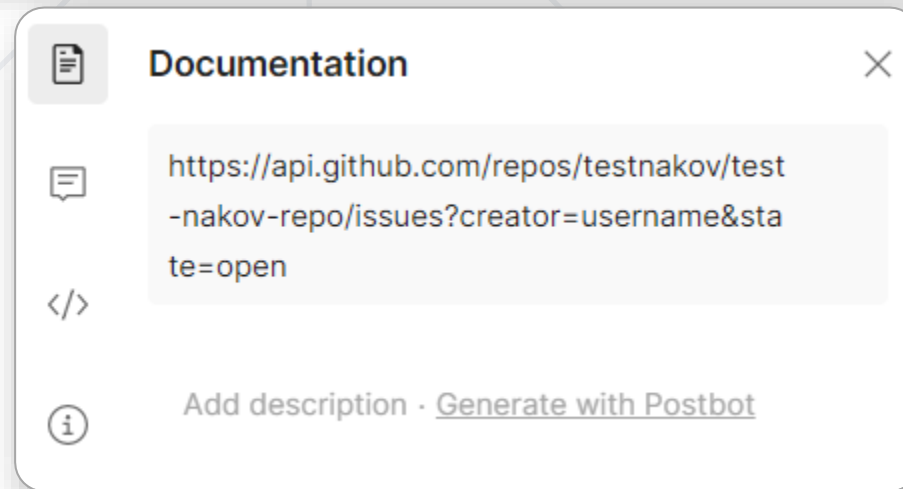 Documentation
https://api.github.com/repos/testnakov/test
-nakov-repo/issues?creator=username&sta
te=open
Add description · Generate with Postbot